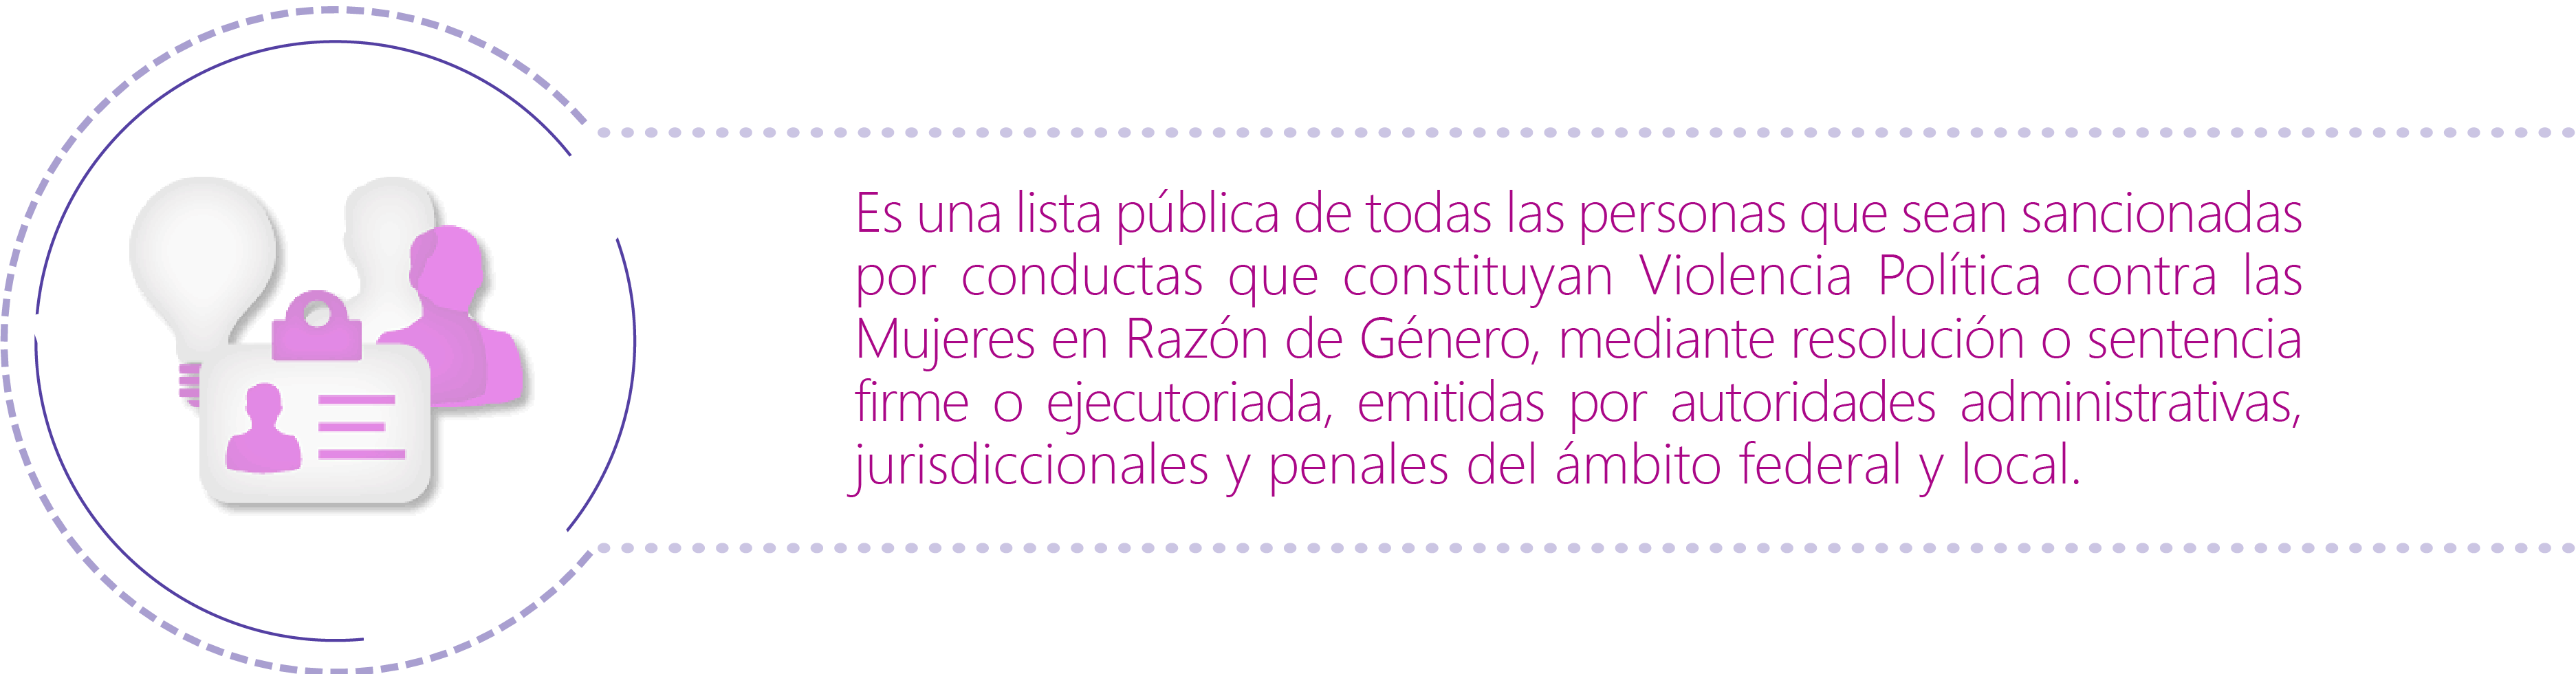 Es una lista pública de todas las personas que sean sancionadas
por conductas que constituyan Violencia Política contra las
Mujeres en Razón de Género, mediante resolución o sentencia
firme o ejecutoriada, emitidas por autoridades administrativas,
jurisdiccionales y penales del ámbito federal y local.